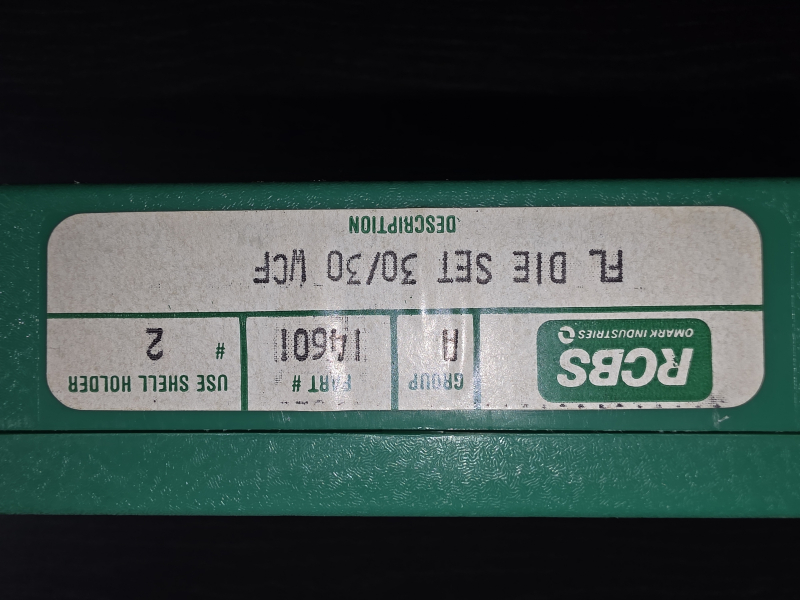 RCBS
OMARK INDUSTRIES
GROUP
A
PART #
14601
USE SHELL HOLDER
# 2
FL DIE SET 30/30 WCF
DESCRIPTION